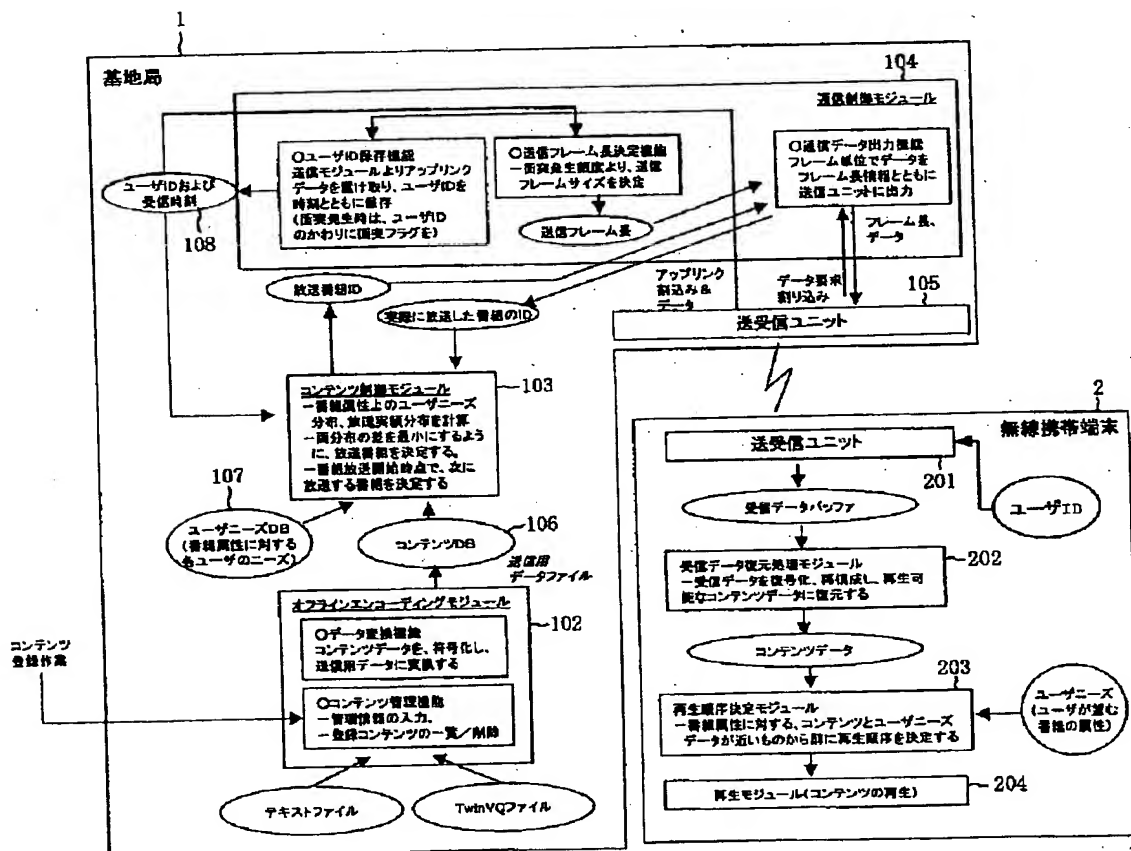 1
基地局
104
通信制御モジュール
○ユーザID保存機能
送信モジュールよりアップリンク
データを受け取り、ユーザIDを
時刻とともに保存
(衝突発生時は、ユーザID
のかわりに衝突フラグを)
○送信フレーム長決定機能
ー衝突発生頻度より、送信
フレームサイズを決定
○通信データ出力機能
フレーム単位でデータを
フレーム長情報とともに
送信ユニットに出力
ユーザIDおよび
受信時刻
108
送信フレーム長
フレーム長、
データ
放送番組ID
実際に放送した番組のID
アップリンク
割込み&
データ
データ要求
割り込み
105
送受信ユニット
コンテンツ制御モジュール
ー番組属性上のユーザニーズ
分布、放送実績分布を計算
ー両分布の差を最小にするよう
に、放送番組を決定する。
ー番組放送開始時点で、次に
放送する番組を決定する
103
107
ユーザニーズDB
(番組属性に対する
各ユーザのニーズ)
106
コンテンツDB
送信用
データファイル
オフラインエンコーディングモジュール
102
○データ変換機能
コンテンツデータを、符号化し、
送信用データに変換する
コンテンツ
登録作業
○コンテンツ管理機能
ー管理情報の入力、
ー登録コンテンツの一覧/削除
テキストファイル
TwinVQファイル
2
無線携帯端末
送受信ユニット
201
ユーザID
受信データバッファ
202
受信データ復元処理モジュール
ー受信データを復号化、再構成し、再生可
能なコンテンツデータに復元する
コンテンツデータ
203
再生順序決定モジュール
ー番組属性に対する、コンテンツとユーザニーズ
データが近いものから順に再生順序を決定する
ユーザニーズ
(ユーザが望む
番組の属性)
再生モジュール(コンテンツの再生)
204